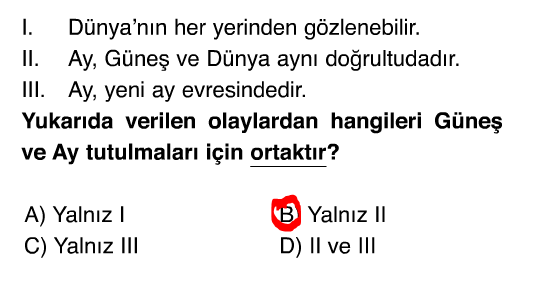 I. Dünya'nın her yerinden gözlenebilir.
II. Ay, Güneş ve Dünya aynı doğrultudadır.
III. Ay, yeni ay evresindedir.
Yukarıda verilen olaylardan hangileri Güneş
ve Ay tutulmaları için ortaktır?
A) Yalnız I B) Yalnız II
C) Yalnız III D) II ve III